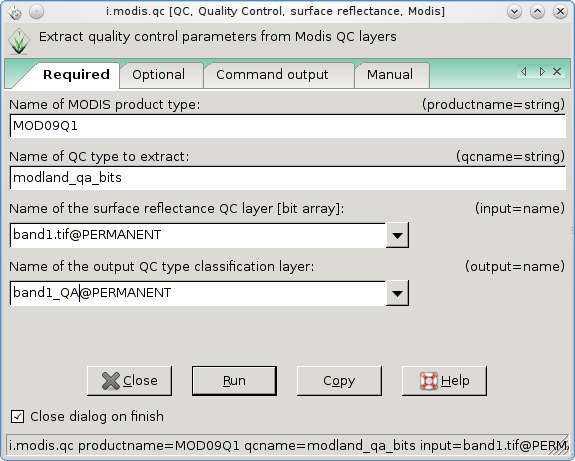 i.modis.qc [QC, Quality Control, surface reflectance, Modis]
Extract quality control parameters from Modis QC layers
Required Optional Command output Manual
Name of MODIS product type: (productname=string)
MOD09Q1
Name of QC type to extract: (qcname=string)
modland_qa_bits
Name of the surface reflectance QC layer [bit array]: (input=name)
band1.tif@PERMANENT
Name of the output QC type classification layer: (output=name)
band1_QA@PERMANENT
Close Run Copy Help
Close dialog on finish
i.modis.qc productname=MOD09Q1 qcname=modland_qa_bits input=band1.tif@PERM